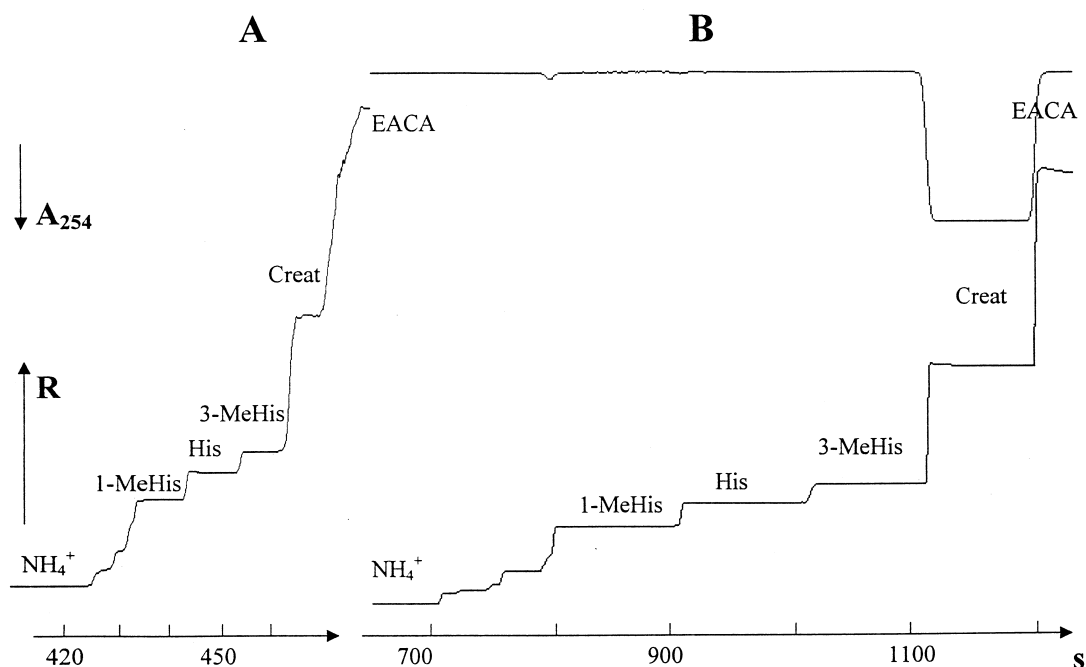 A
B
EACA
EACA
A₂₅₄
Creat
Creat
R
3-MeHis
His
1-MeHis
3-MeHis
His
1-MeHis
NH₄⁺
NH₄⁺
420 450 700 900 1100 s